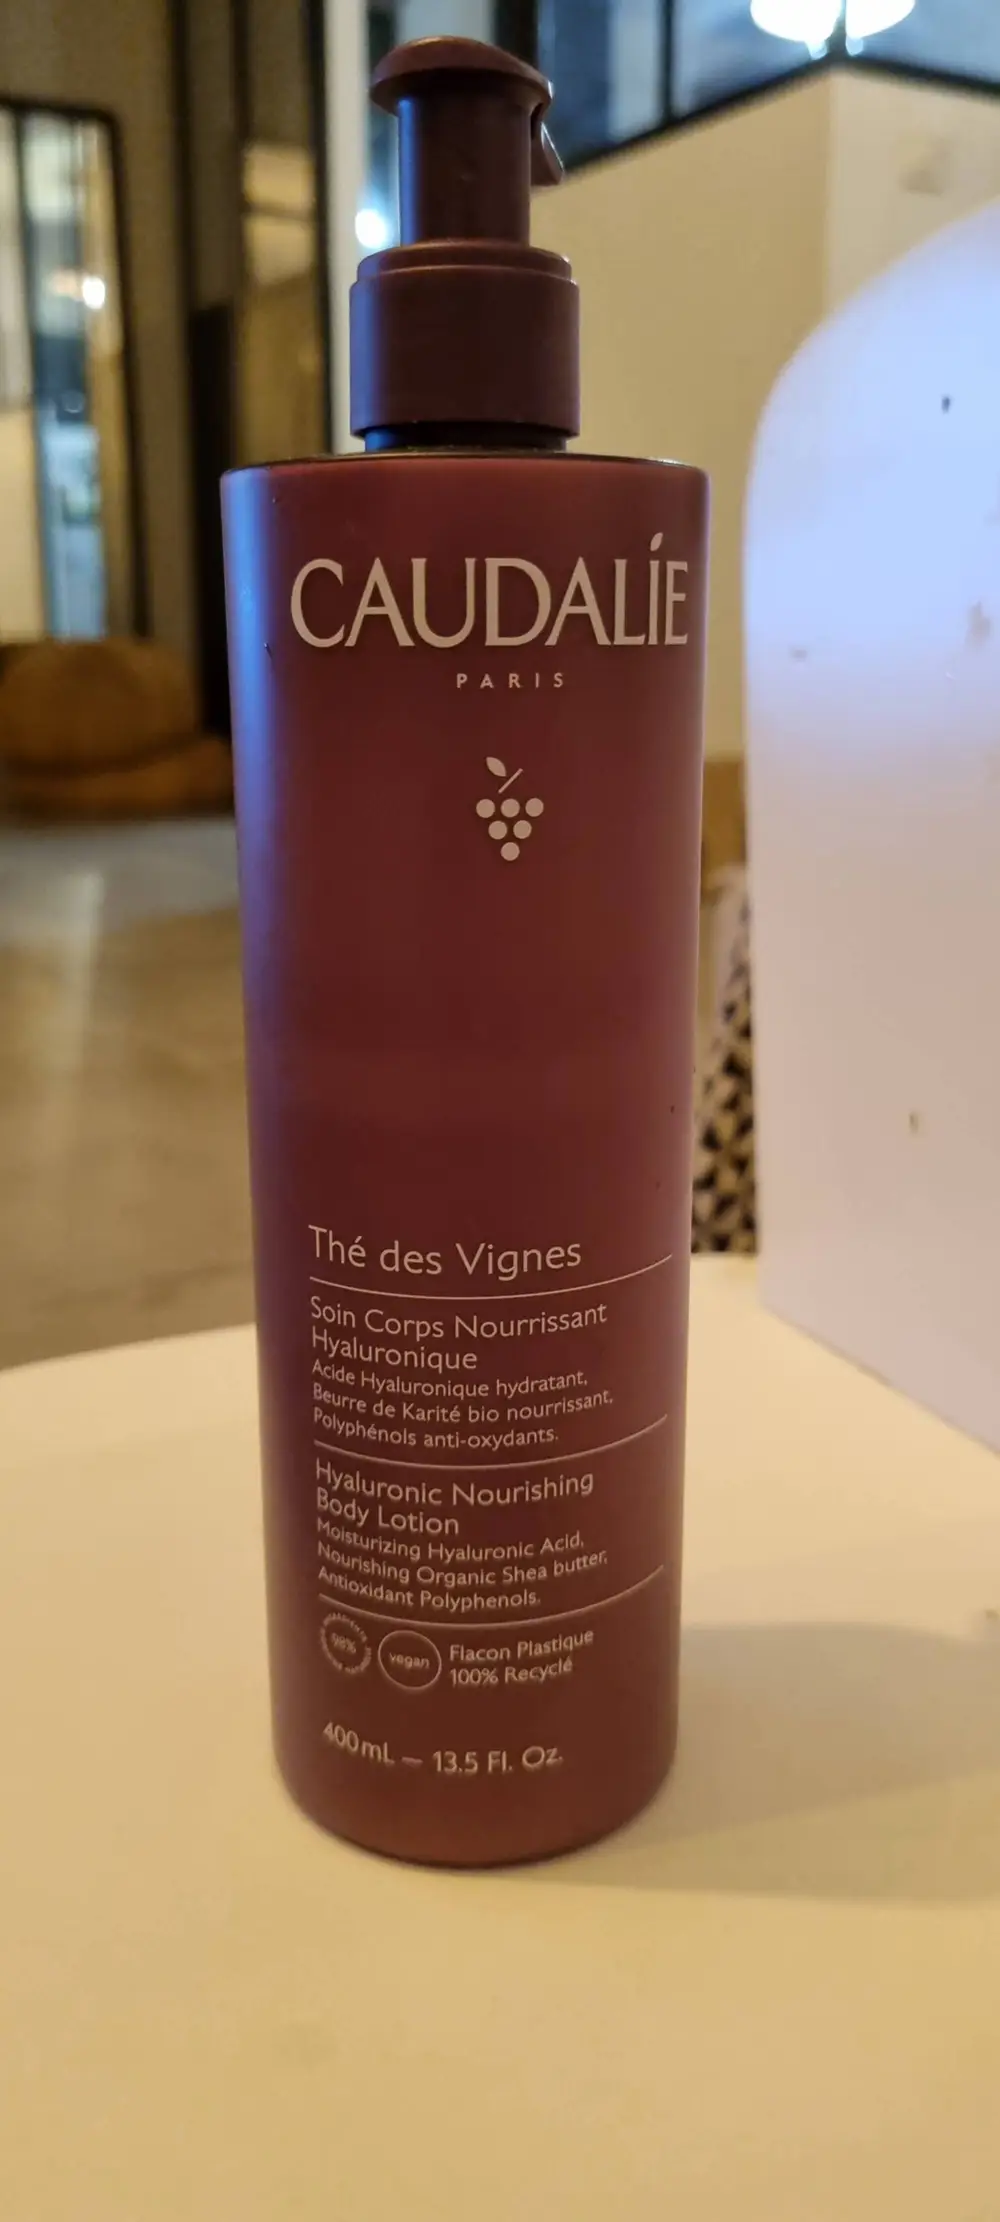 CAUDALÍE
PARIS
Thé des Vignes
Soin Corps Nourrissant
Hyaluronique
Acide Hyaluronique hydratant,
Beurre de Karité bio nourrissant,
Polyphénols anti-oxydants.
Hyaluronic Nourishing
Body Lotion
Moisturizing Hyaluronic Acid,
Nourishing Organic Shea butter,
Antioxidant Polyphenols.
98%
vegan
Flacon Plastique
100% Recyclé
400mL – 13.5 Fl. Oz.